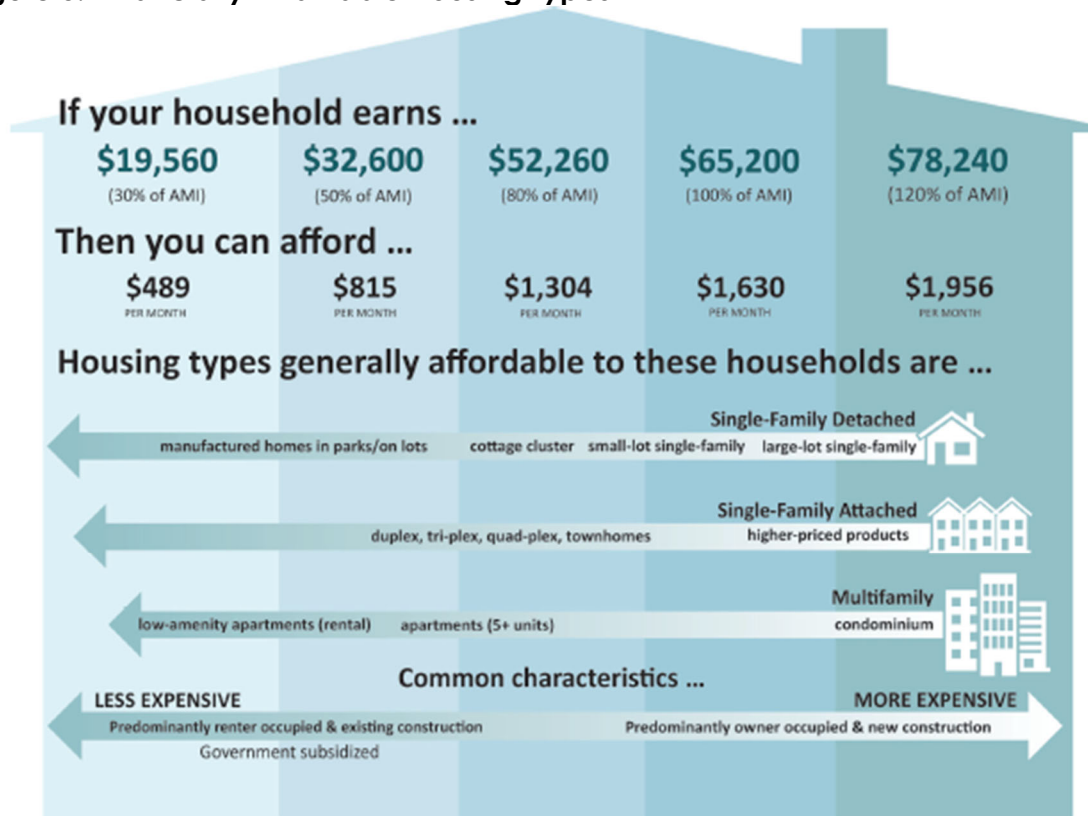 If your household earns ...
$19,560 $32,600 $52,260 $65,200 $78,240
(30% of AMI) (50% of AMI) (80% of AMI) (100% of AMI) (120% of AMI)
Then you can afford ...
$489 $815 $1,304 $1,630 $1,956
PER MONTH PER MONTH PER MONTH PER MONTH PER MONTH
Housing types generally affordable to these households are ...
Single-Family Detached
manufactured homes in parks/on lots cottage cluster small-lot single-family large-lot single-family
Single-Family Attached
duplex, tri-plex, quad-plex, townhomes higher-priced products
Multifamily
low-amenity apartments (rental) apartments (5+ units) condominium
Common characteristics ...
LESS EXPENSIVE MORE EXPENSIVE
Predominantly renter occupied & existing construction Predominantly owner occupied & new construction
Government subsidized